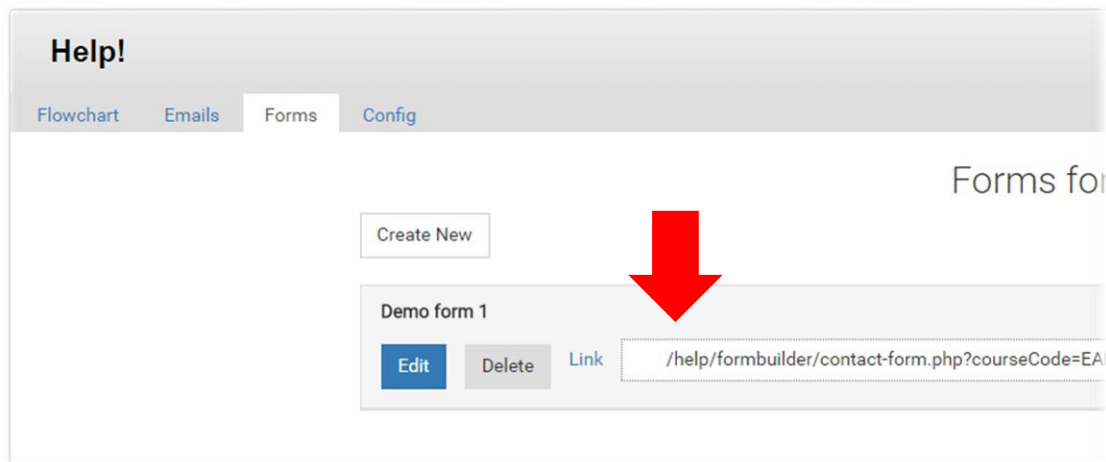 Help!
Flowchart Emails Forms Config
Forms for
Create New
Demo form 1
Edit Delete Link /help/formbuilder/contact-form.php?courseCode=EA